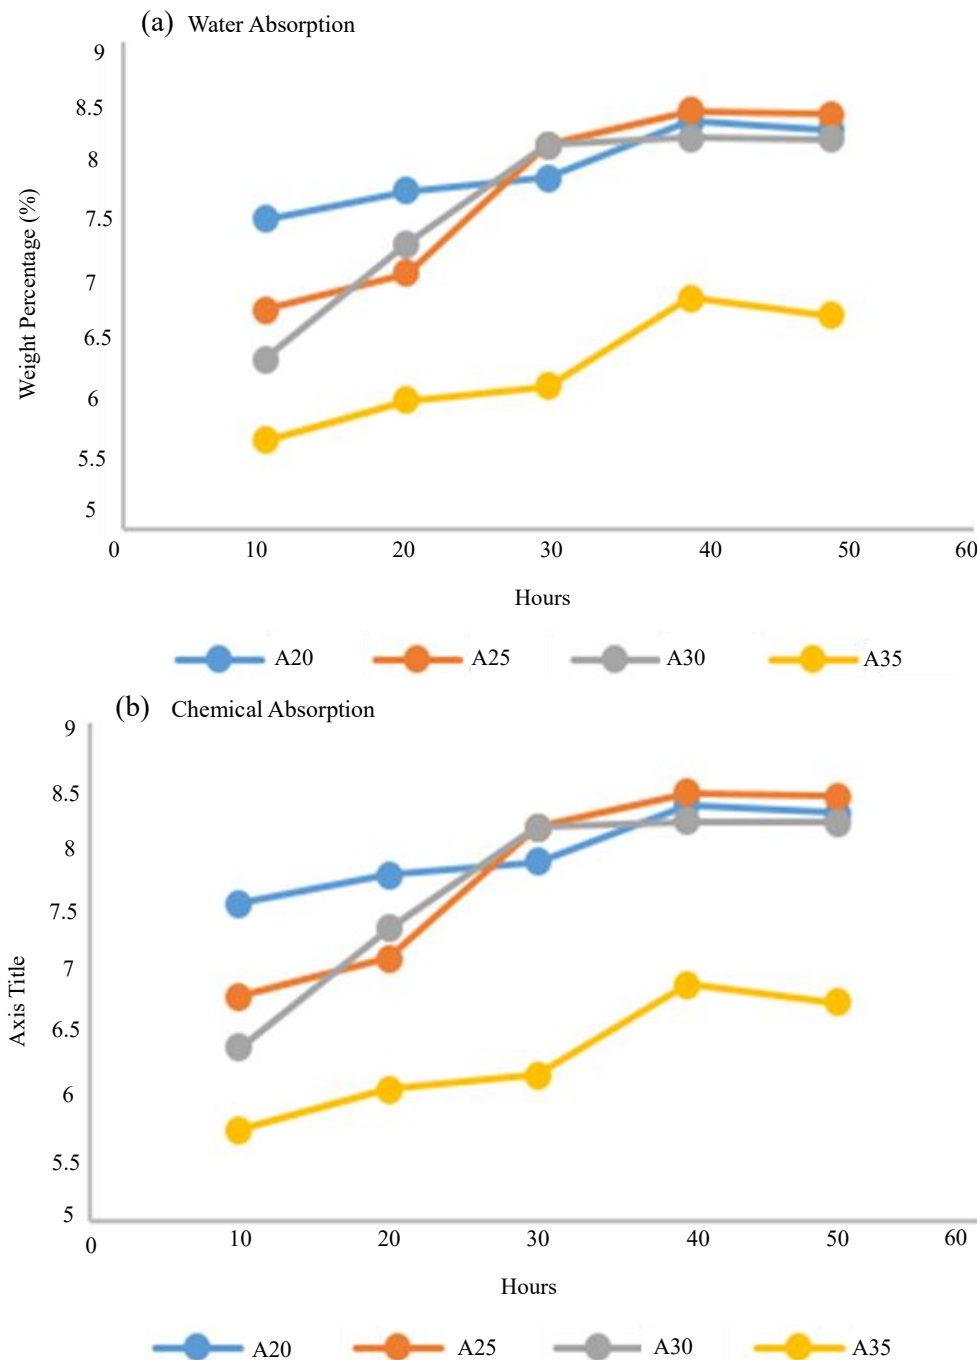 (a) Water Absorption
9
8.5
8
7.5
7
6.5
6
5.5
5
Weight Percentage (%)
0 10 20 30 40 50 60
Hours
A20 A25 A30 A35
(b) Chemical Absorption
9
8.5
8
7.5
7
6.5
6
5.5
5
Axis Title
0 10 20 30 40 50 60
Hours
A20 A25 A30 A35